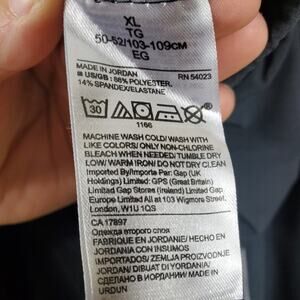 XL
TG
50-52/103-109CM
EG
MADE IN JORDAN
US/GB: 86% POLYESTER, RN 54023
14% SPANDEX/ELASTANE
30
1166
MACHINE WASH COLD/ WASH WITH
LIKE COLORS/ ONLY NON-CHLORINE
BLEACH WHEN NEEDED/ TUMBLE DRY
LOW/ WARM IRON/ DO NOT DRY CLEAN
Imported By/Importe Par: Gap (UK
Holdings) Limited: GPS (Great Britain)
Limited Gap Stores (Ireland) Limited Gap
Europe Limited All at 103 Wigmore Street,
London, W1U 1QS
CA 17897
Одежда второго слоя
FABRIQUE EN JORDANIE/ HECHO EN
JORDANIA CON INSUMOS
IMPORTADOS/ ZEMLJA PROIZVODNJE
JORDAN/ DIBUAT DI YORDANIA/
СДЕЛАНО В ИОРДАНИИ/ MADE IN
URDUN